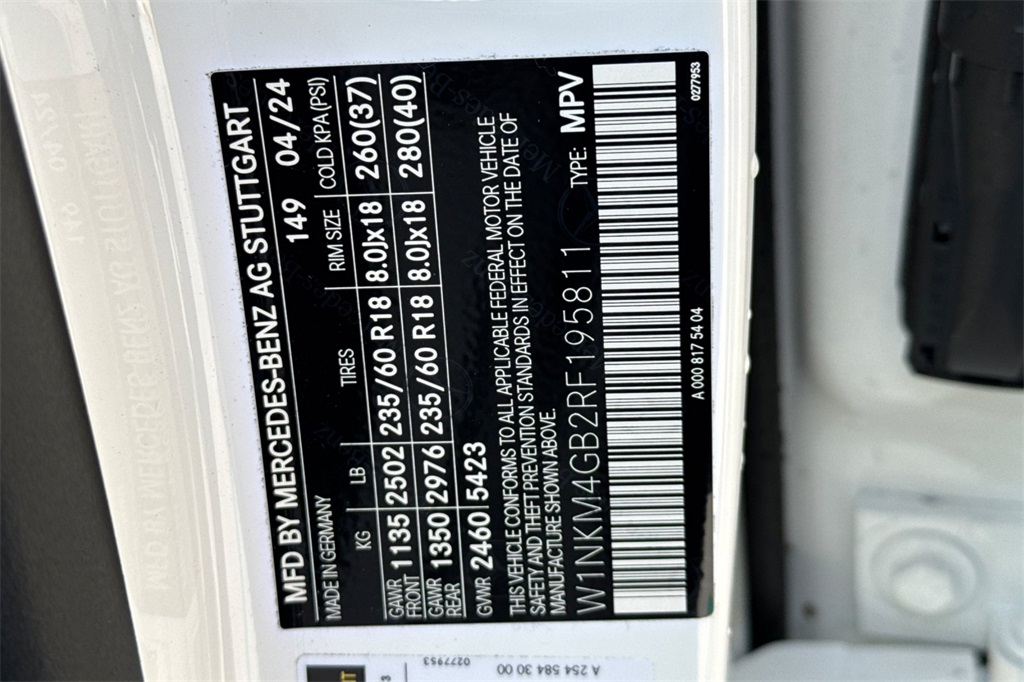 MFD BY MERCEDES-BENZ AG STUTTGART
MADE IN GERMANY 149 04/24
KG LB TIRES RIM SIZE COLD KPA (PSI)
GAWR FRONT 1135 2502 235/60 R18 8.0Jx18 260(37)
GAWR REAR 1350 2976 235/60 R18 8.0Jx18 280(40)
GVWR 2460 5423
THIS VEHICLE CONFORMS TO ALL APPLICABLE FEDERAL MOTOR VEHICLE
SAFETY AND THEFT PREVENTION STANDARDS IN EFFECT ON THE DATE OF
MANUFACTURE SHOWN ABOVE.
W1NKM4GB2RF195811 TYPE: MPV
A 000 817 54 04 0277953
0277953
A 254 584 30 00